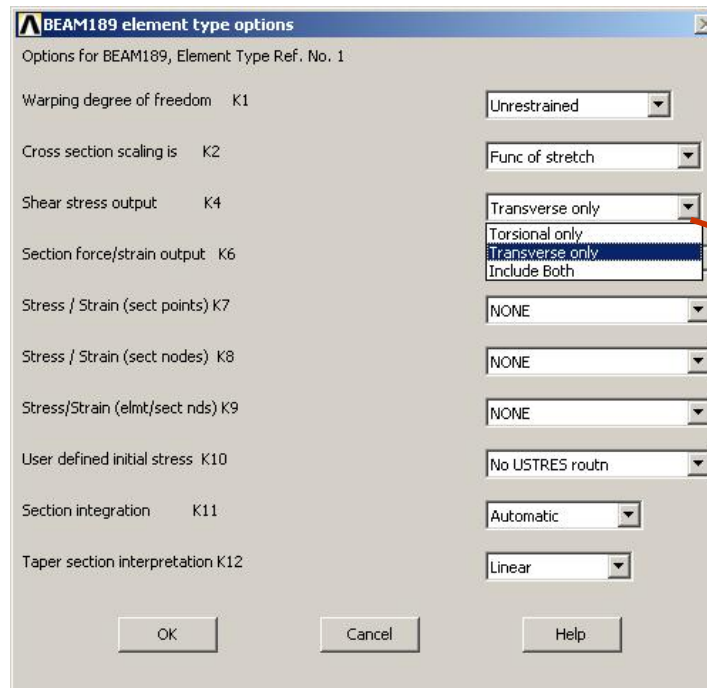 BEAM189 element type options
Options for BEAM189, Element Type Ref. No. 1
Warping degree of freedom K1 Unrestrained
Cross section scaling is K2 Func of stretch
Shear stress output K4 Transverse only
Torsional only
Section force/strain output K6 Transverse only
Include Both
Stress / Strain (sect points) K7 NONE
Stress / Strain (sect nodes) K8 NONE
Stress/Strain (elmt/sect nds) K9 NONE
User defined initial stress K10 No USTRES routn
Section integration K11 Automatic
Taper section interpretation K12 Linear
OK Cancel Help